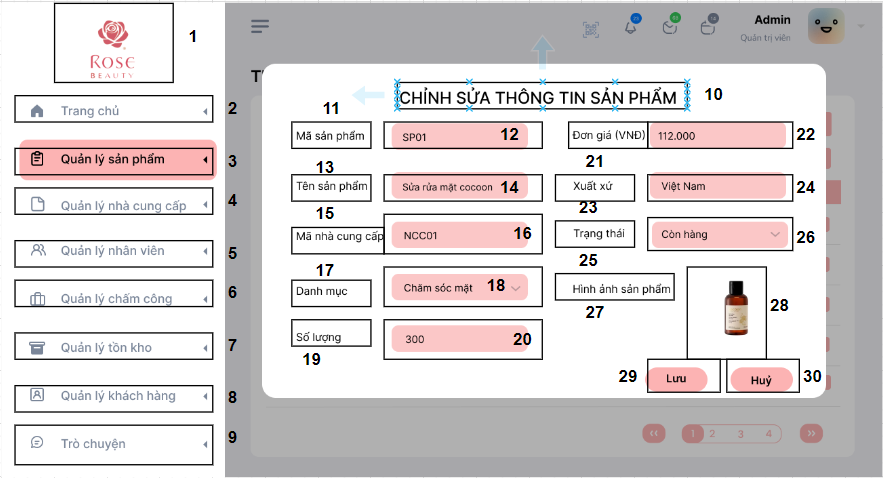 ROSE
BEAUTY
1
Trang chủ
2
Quản lý sản phẩm
3
Quản lý nhà cung cấp
4
Quản lý nhân viên
5
Quản lý chấm công
6
Quản lý tồn kho
7
Quản lý khách hàng
8
Trò chuyện
9
Admin
Quản trị viên
T
CHỈNH SỬA THÔNG TIN SẢN PHẨM
10
11
Mã sản phẩm
SP01
12
Đơn giá (VNĐ)
112.000
22
13
21
Tên sản phẩm
Sửa rửa mặt cocoon
14
Xuất xứ
Việt Nam
24
15
23
Mã nhà cung cấp
NCC01
16
Trạng thái
Còn hàng
26
17
25
Danh mục
Chăm sóc mặt
18
Hình ảnh sản phẩm
27
28
Số lượng
19
300
20
29
Lưu
Huỷ
30
«
1
2
3
4
»